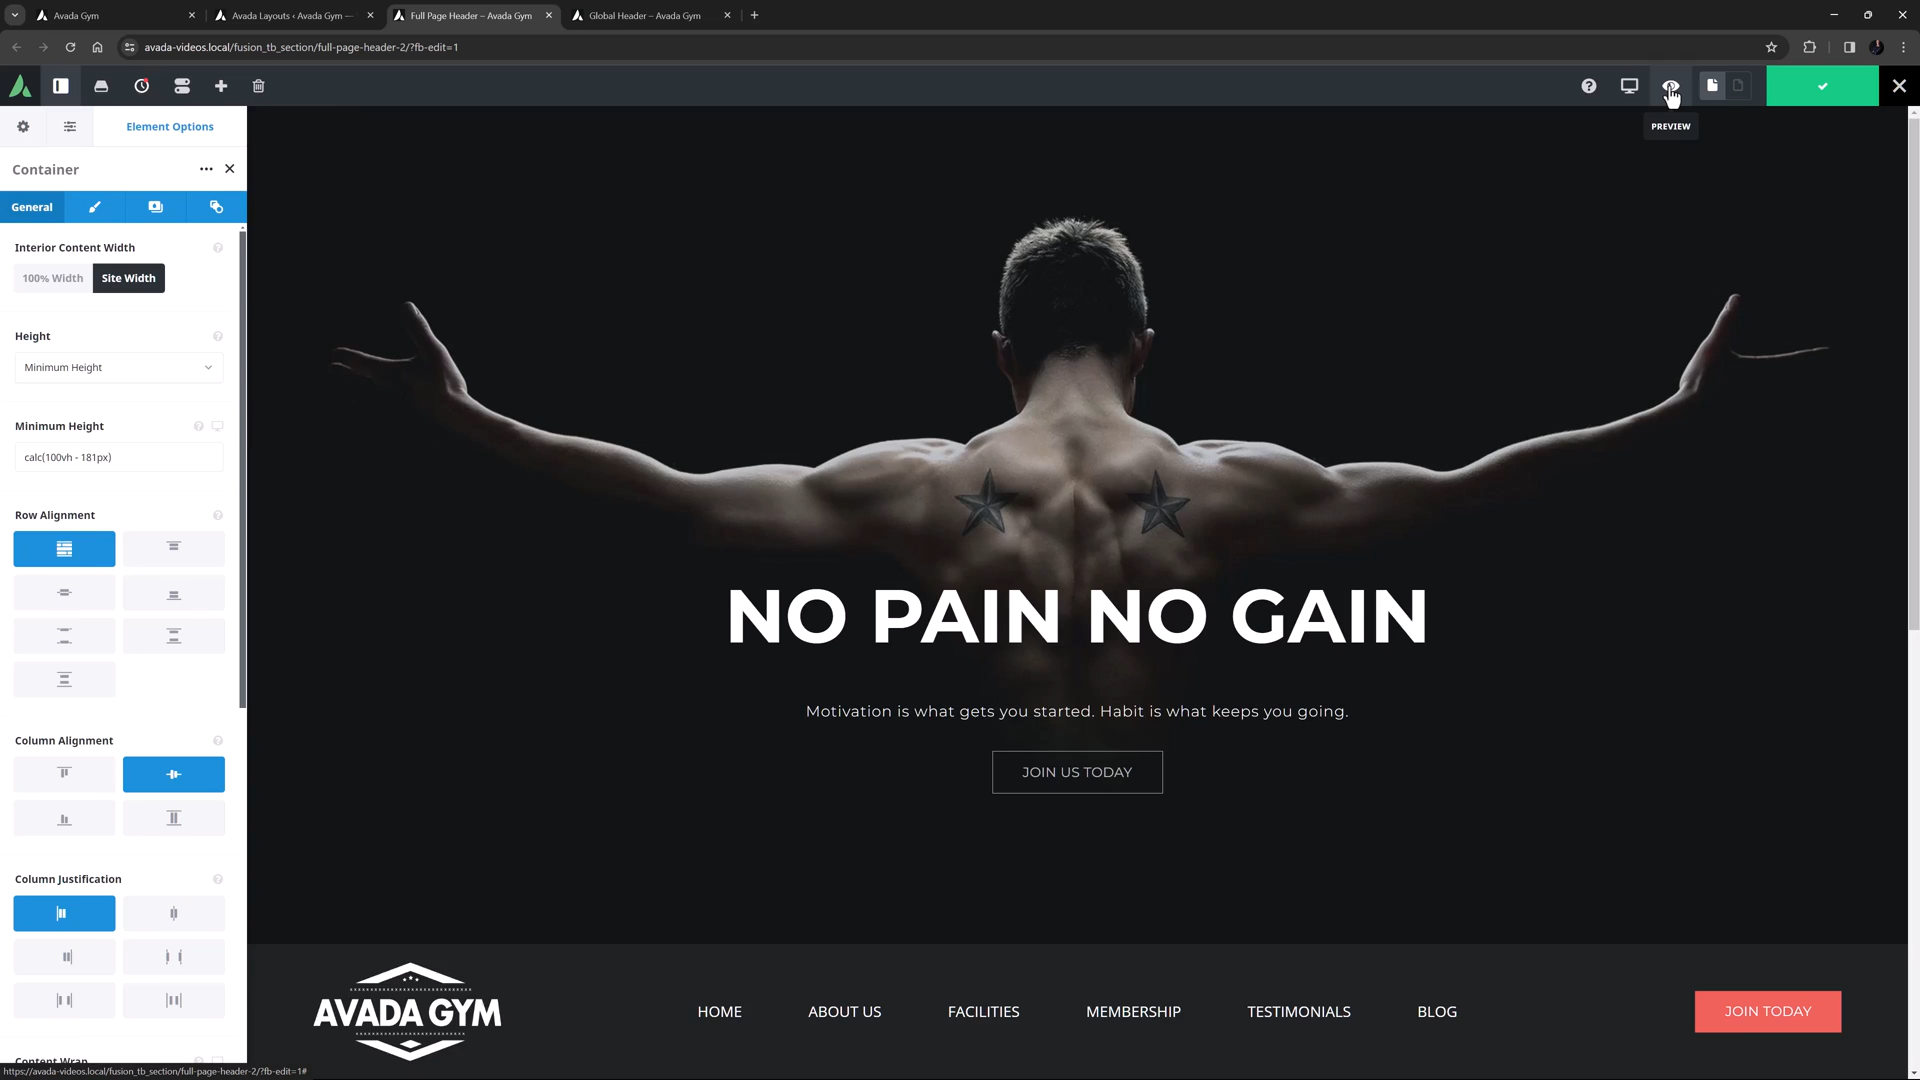 Avada Gym
Avada Layouts ‹ Avada Gym —
Full Page Header – Avada Gym
Global Header – Avada Gym
avada-videos.local/fusion_tb_section/full-page-header-2/?fb-edit=1
PREVIEW
Element Options
Container
General
Interior Content Width
100% Width
Site Width
Height
Minimum Height
Minimum Height
calc(100vh - 181px)
Row Alignment
Column Alignment
Column Justification
Content Wrap
https://avada-videos.local/fusion_tb_section/full-page-header-2/?fb-edit=1#
NO PAIN NO GAIN
Motivation is what gets you started. Habit is what keeps you going.
JOIN US TODAY
AVADA GYM
HOME
ABOUT US
FACILITIES
MEMBERSHIP
TESTIMONIALS
BLOG
JOIN TODAY